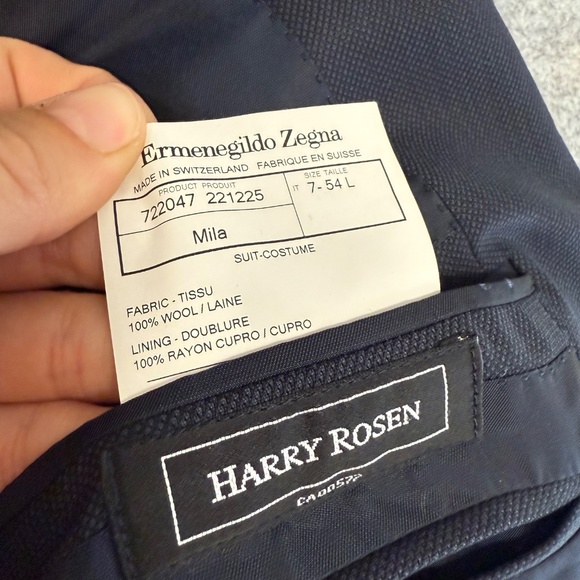 Ermenegildo Zegna
MADE IN SWITZERLAND FABRIQUE EN SUISSE
PRODUCT PRODUIT SIZE TAILLE
722047 221225 IT 7-54 L
Mila
SUIT-COSTUME
FABRIC - TISSU
100% WOOL / LAINE
LINING - DOUBLURE
100% RAYON CUPRO / CUPRO
HARRY ROSEN
CA00572